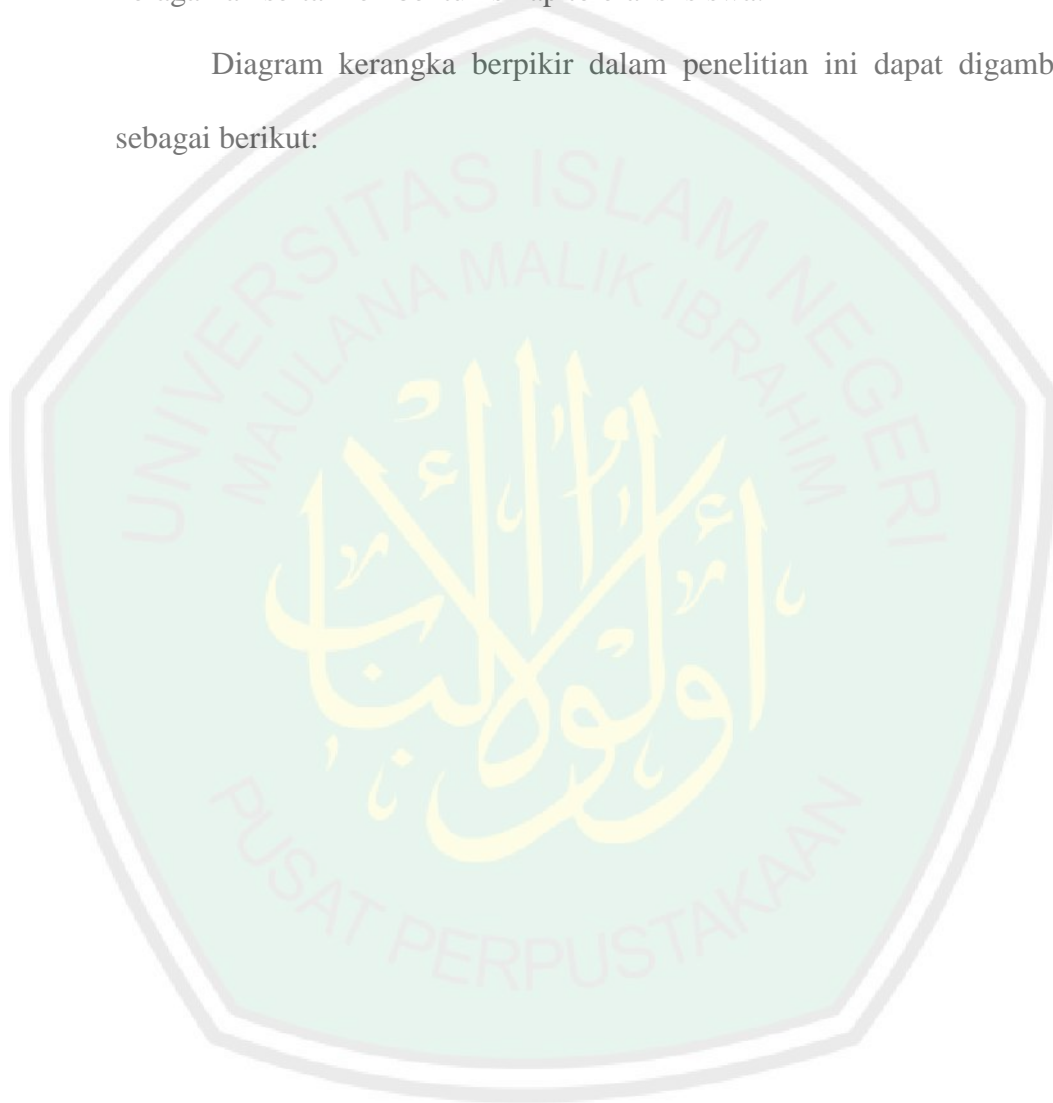 Diagram kerangka berpikir dalam penelitian ini dapat digamb
sebagai berikut:
UNIVERSITAS ISLAM NEGERI
MAULANA MALIK IBRAHIM
أولوا الألباب
PUSAT PERPUSTAKAAN